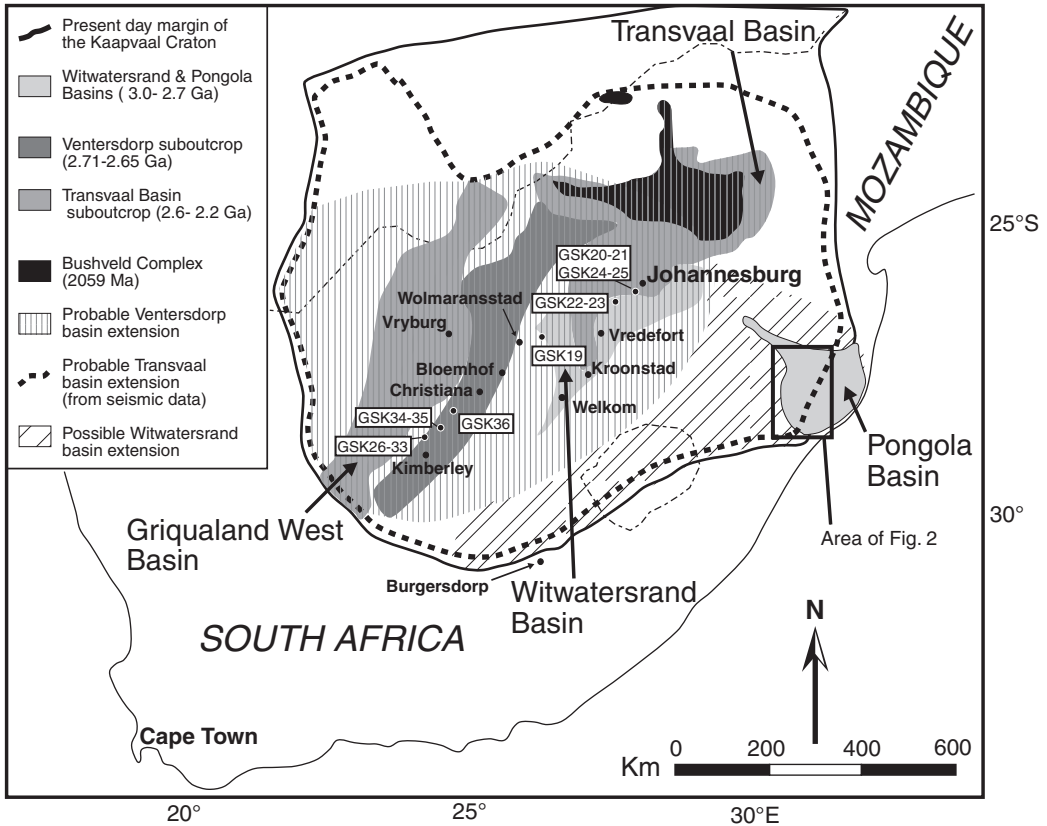 Present day margin of
the Kaapvaal Craton
Witwatersrand & Pongola
Basins ( 3.0- 2.7 Ga)
Ventersdorp suboutcrop
(2.71-2.65 Ga)
Transvaal Basin
suboutcrop (2.6- 2.2 Ga)
Bushveld Complex
(2059 Ma)
Probable Ventersdorp
basin extension
Probable Transvaal
basin extension
(from seismic data)
Possible Witwatersrand
basin extension
Transvaal Basin
MOZAMBIQUE
25°S
GSK20-21
GSK24-25
Johannesburg
Wolmaransstad
GSK22-23
Vryburg
Vredefort
GSK19
Bloemhof
Kroonstad
Christiana
Welkom
GSK34-35
GSK36
GSK26-33
Kimberley
Pongola
Basin
30°
Griqualand West
Basin
Area of Fig. 2
Burgersdorp
Witwatersrand
Basin
N
SOUTH AFRICA
Cape Town
Km
0 200 400 600
20° 25° 30°E